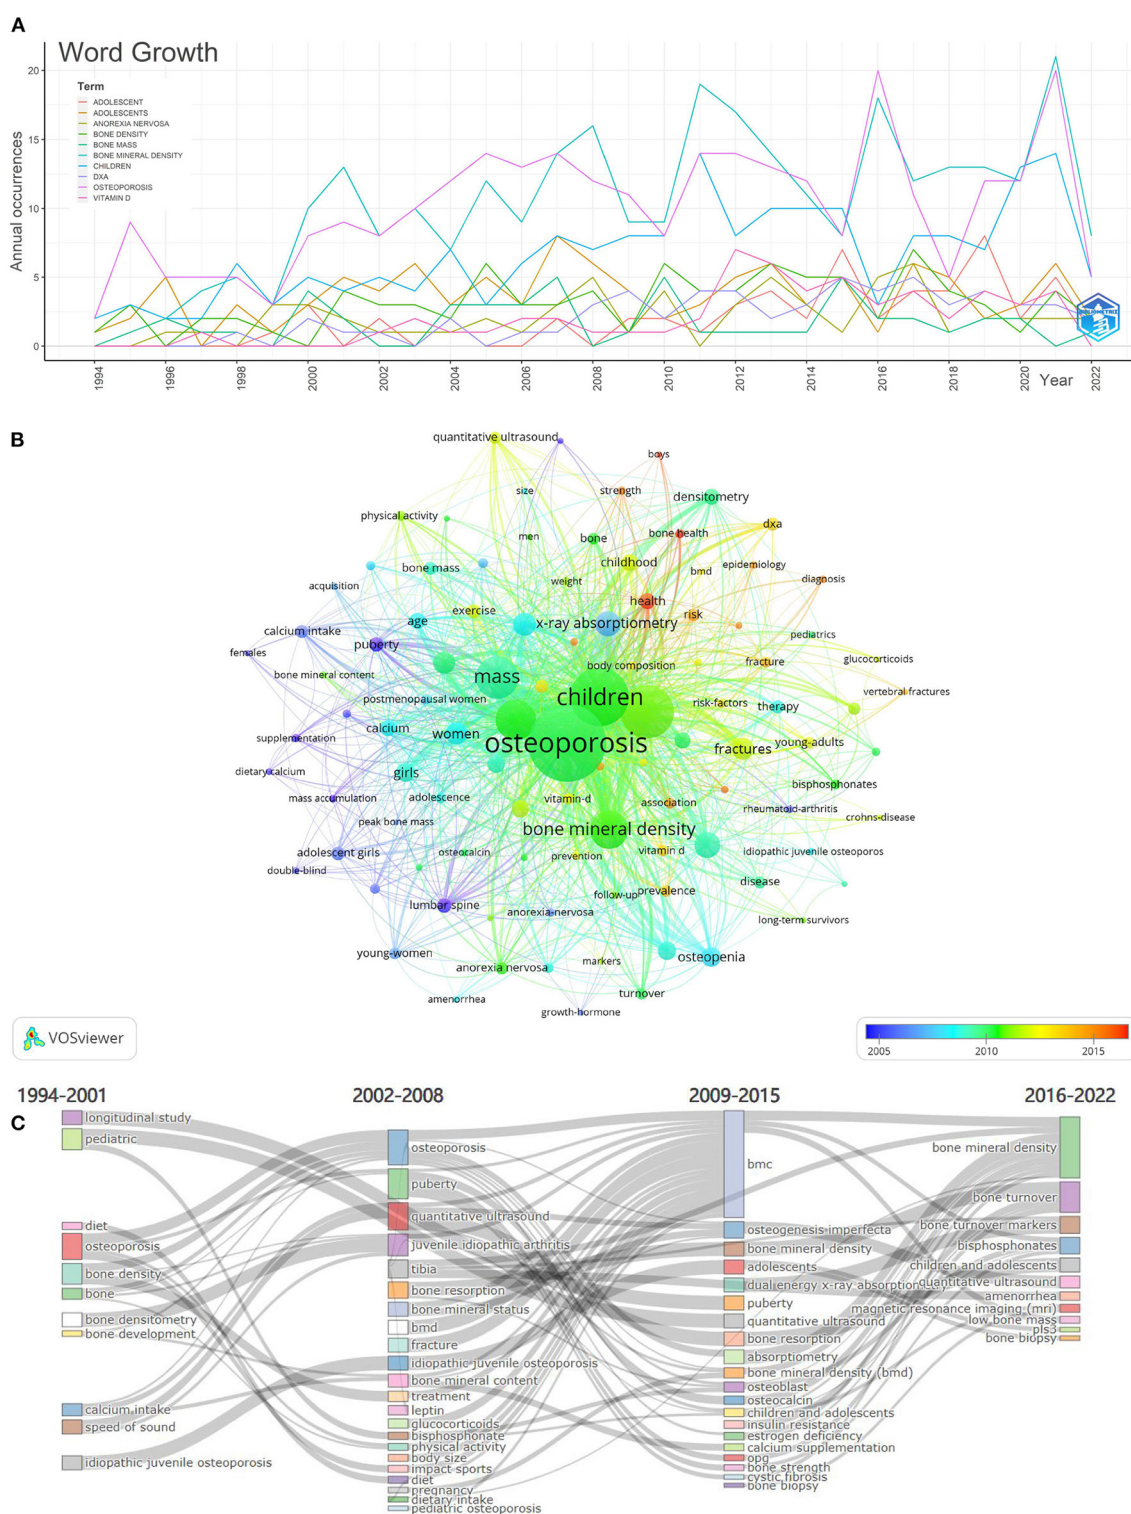 A
Word Growth
Term
ADOLESCENT
ADOLESCENTS
ANOREXIA NERVOSA
BONE DENSITY
BONE MASS
BONE MINERAL DENSITY
CHILDREN
DXA
OSTEOPOROSIS
VITAMIN D
Annual occurrences
20
15
10
5
0
1994
1996
1998
2000
2002
2004
2006
2008
2010
2012
2014
2016
2018
2020
2022
Year
B
quantitative ultrasound
boys
size
strength
densitometry
physical activity
men
bone
bone health
dxa
childhood
bmd
epidemiology
bone mass
weight
diagnosis
acquisition
health
exercise
risk
age
x-ray absorptiometry
calcium intake
pediatrics
puberty
females
body composition
fracture
glucocorticoids
bone mineral content
mass
vertebral fractures
postmenopausal women
children
risk-factors
therapy
calcium
women
supplementation
osteoporosis
fractures
young-adults
dietary calcium
girls
bisphosphonates
mass accumulation
adolescence
vitamin-d
association
rheumatoid-arthritis
crohns-disease
peak bone mass
bone mineral density
adolescent girls
osteocalcin
prevention
vitamin d
idiopathic juvenile osteoporos
double-blind
disease
follow-up
prevalence
lumbar spine
anorexia-nervosa
long-term survivors
young-women
osteopenia
anorexia nervosa
markers
amenorrhea
turnover
growth-hormone
VOSviewer
2005
2010
2015
C
1994-2001
2002-2008
2009-2015
2016-2022
longitudinal study
pediatric
diet
osteoporosis
bone density
bone
bone densitometry
bone development
calcium intake
speed of sound
idiopathic juvenile osteoporosis
osteoporosis
puberty
quantitative ultrasound
juvenile idiopathic arthritis
tibia
bone resorption
bone mineral status
bmd
fracture
idiopathic juvenile osteoporosis
bone mineral content
treatment
leptin
glucocorticoids
bisphosphonate
physical activity
body size
impact sports
diet
pregnancy
dietary intake
pediatric osteoporosis
bmc
osteogenesis imperfecta
bone mineral density
adolescents
dual energy x-ray absorptiometry
puberty
quantitative ultrasound
bone resorption
absorptiometry
bone mineral density (bmd)
osteoblast
osteocalcin
children and adolescents
insulin resistance
estrogen deficiency
calcium supplementation
opg
bone strength
cystic fibrosis
bone biopsy
bone mineral density
bone turnover
bone turnover markers
bisphosphonates
children and adolescents
quantitative ultrasound
amenorrhea
magnetic resonance imaging (mri)
low bone mass
pls3
bone biopsy